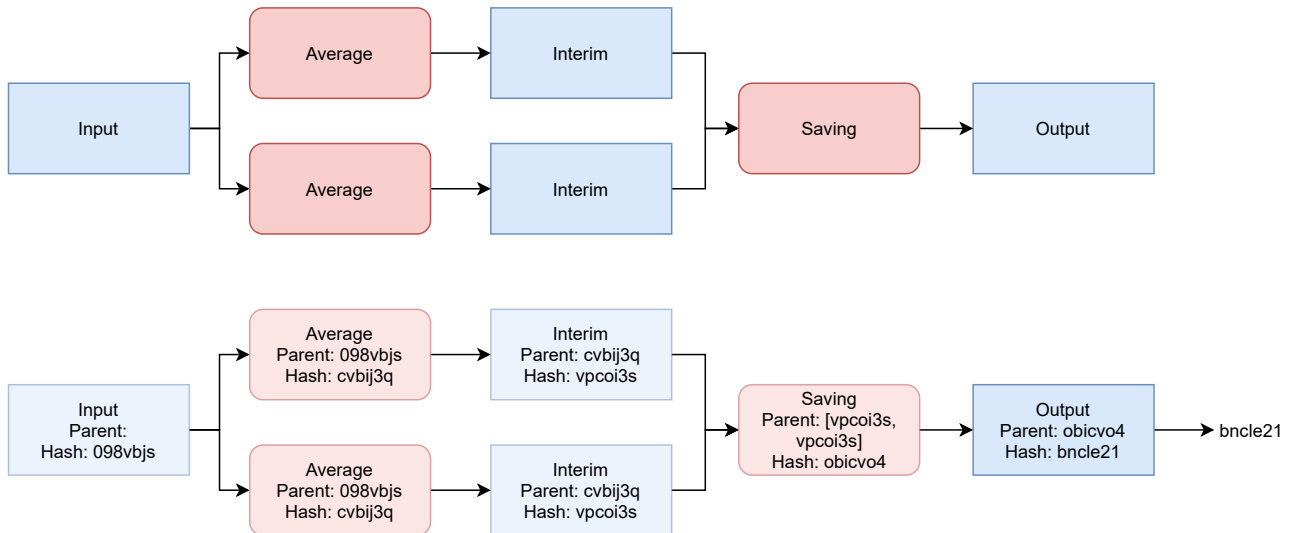 Average
Interim
Input
Saving
Output
Average
Interim
Average
Parent: 098vbjs
Hash: cvbij3q
Interim
Parent: cvbij3q
Hash: vpcoi3s
Input
Parent:
Hash: 098vbjs
Saving
Parent: [vpcoi3s,
vpcoi3s]
Hash: obicvo4
Output
Parent: obicvo4
Hash: bncle21
bncle21
Average
Parent: 098vbjs
Hash: cvbij3q
Interim
Parent: cvbij3q
Hash: vpcoi3s